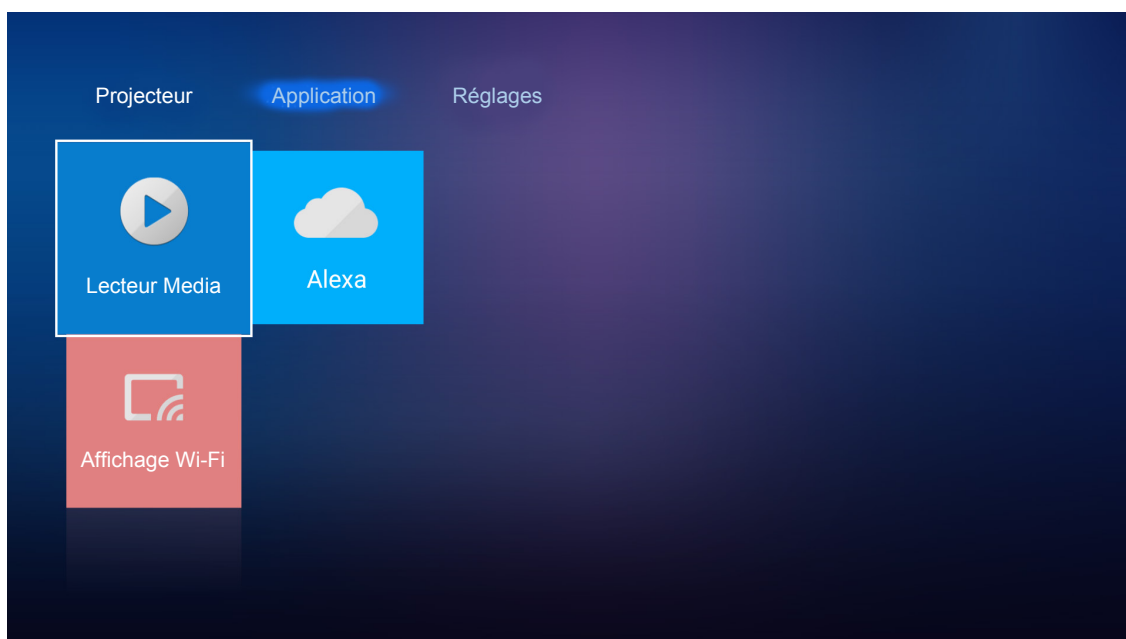 Projecteur Application Réglages
Lecteur Media
Alexa
Affichage Wi-Fi